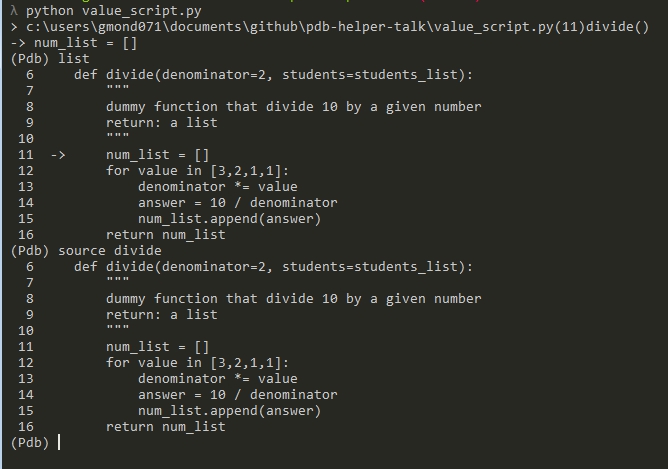 λ python value_script.py
> c:\users\gmond071\documents\github\pdb-helper-talk\value_script.py(11)divide()
-> num_list = []
(Pdb) list
  6     def divide(denominator=2, students=students_list):
  7         """
  8         dummy function that divide 10 by a given number
  9         return: a list
 10         """
 11  ->     num_list = []
 12         for value in [3,2,1,1]:
 13             denominator *= value
 14             answer = 10 / denominator
 15             num_list.append(answer)
 16         return num_list
(Pdb) source divide
  6     def divide(denominator=2, students=students_list):
  7         """
  8         dummy function that divide 10 by a given number
  9         return: a list
 10         """
 11         num_list = []
 12         for value in [3,2,1,1]:
 13             denominator *= value
 14             answer = 10 / denominator
 15             num_list.append(answer)
 16         return num_list
(Pdb)